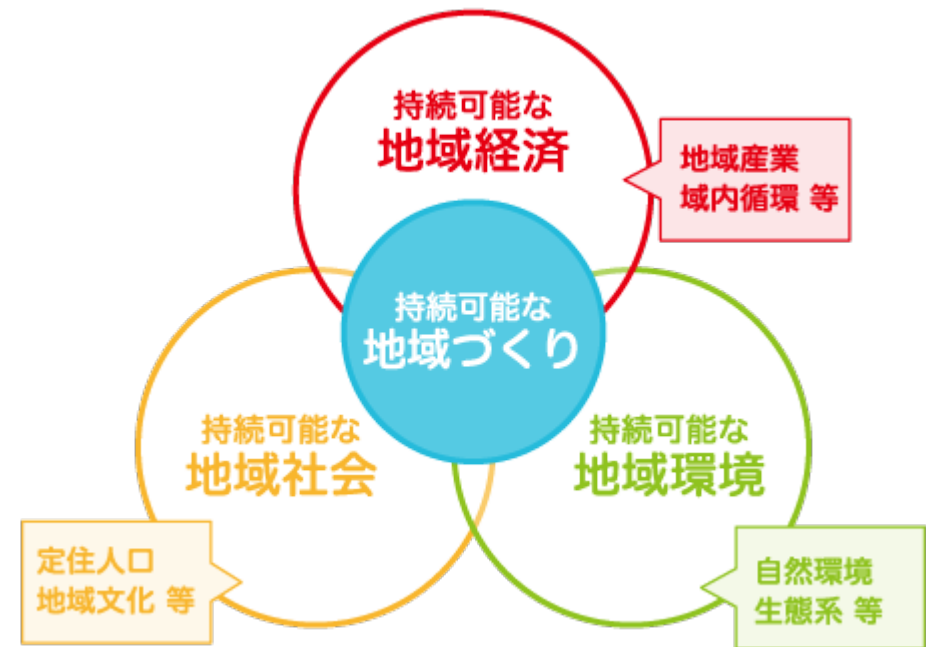 持続可能な
地域経済
地域産業
域内循環 等
持続可能な
地域づくり
持続可能な
地域社会
持続可能な
地域環境
定住人口
地域文化 等
自然環境
生態系 等